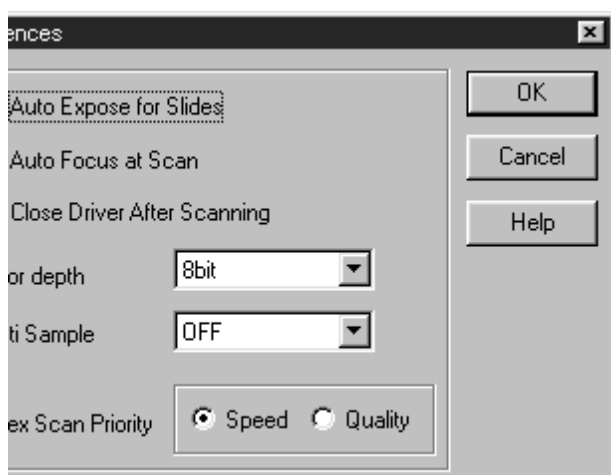 ences
Auto Expose for Slides
OK
Auto Focus at Scan
Cancel
Close Driver After Scanning
Help
or depth 8bit
ti Sample OFF
ex Scan Priority Speed Quality